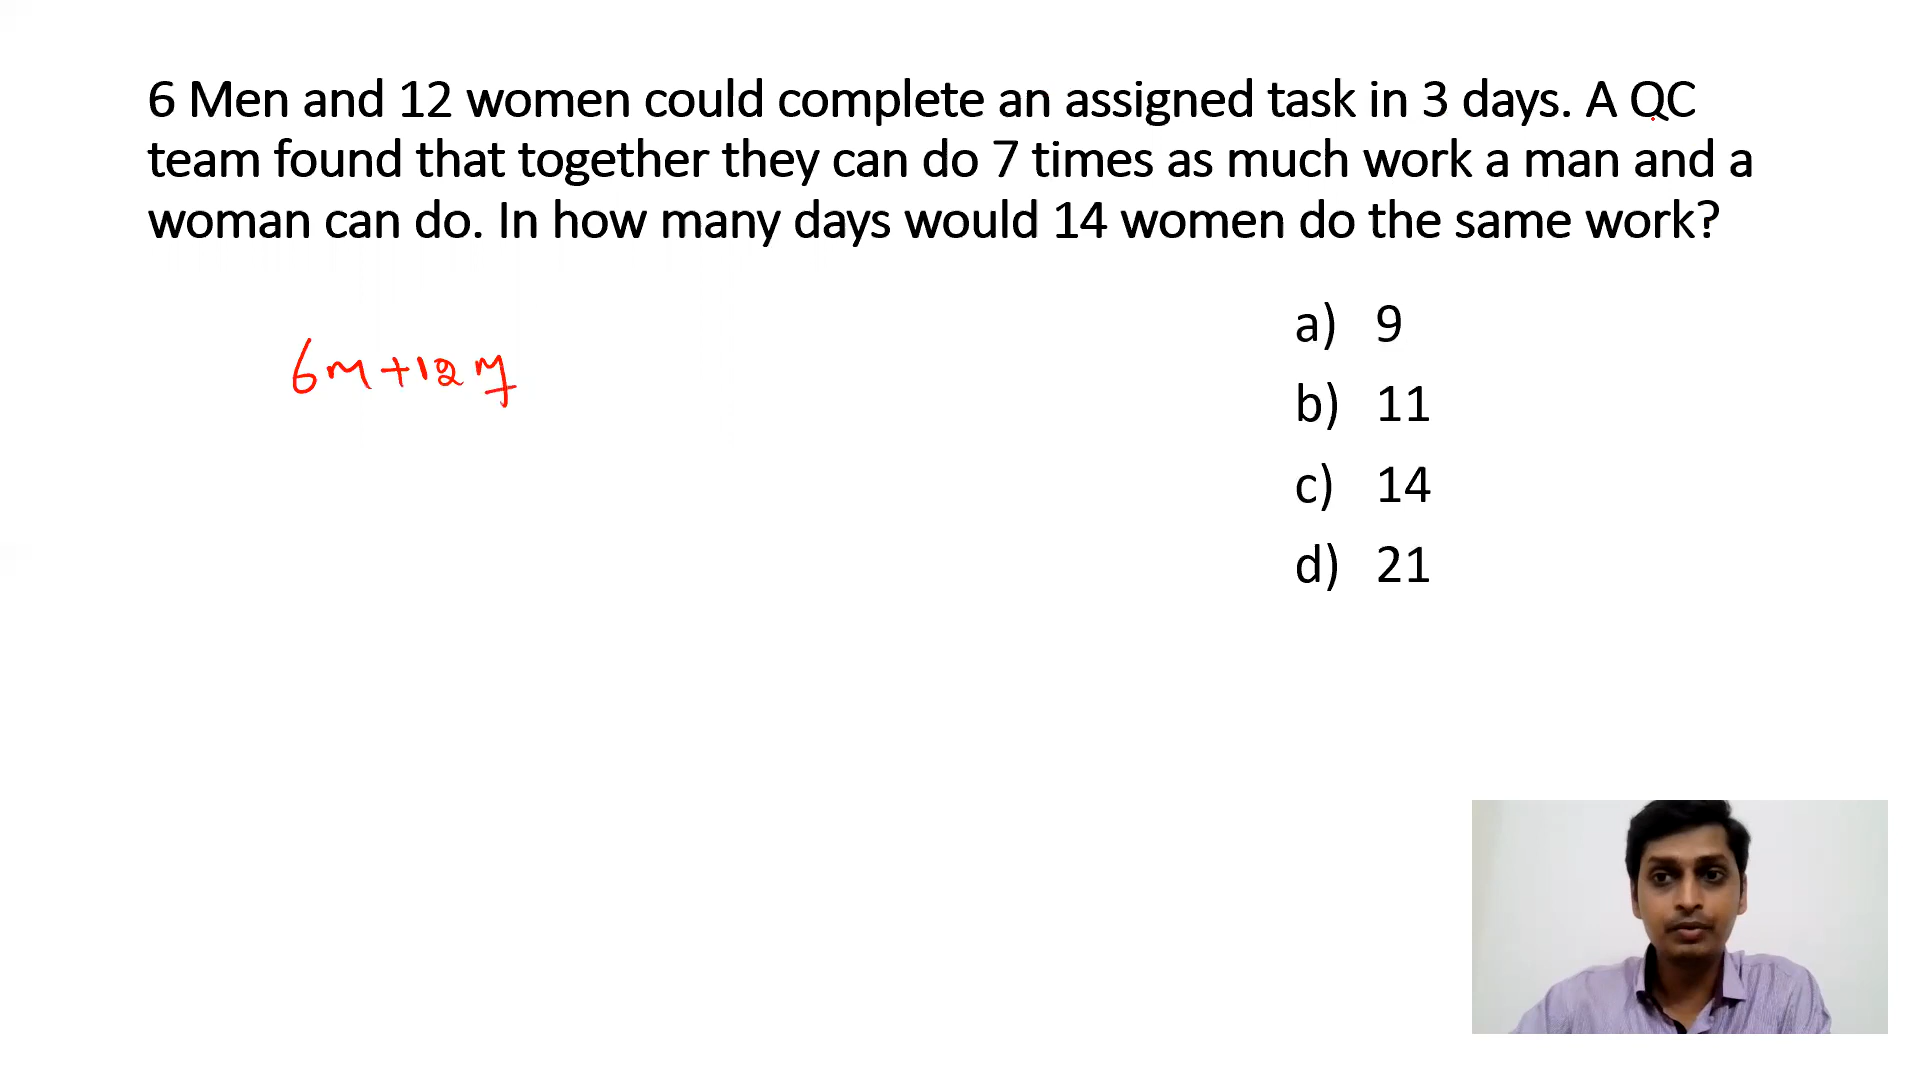 6 Men and 12 women could complete an assigned task in 3 days. A QC
team found that together they can do 7 times as much work a man and a
woman can do. In how many days would 14 women do the same work?
a) 9
6m+12
b) 11
c) 14
d) 21